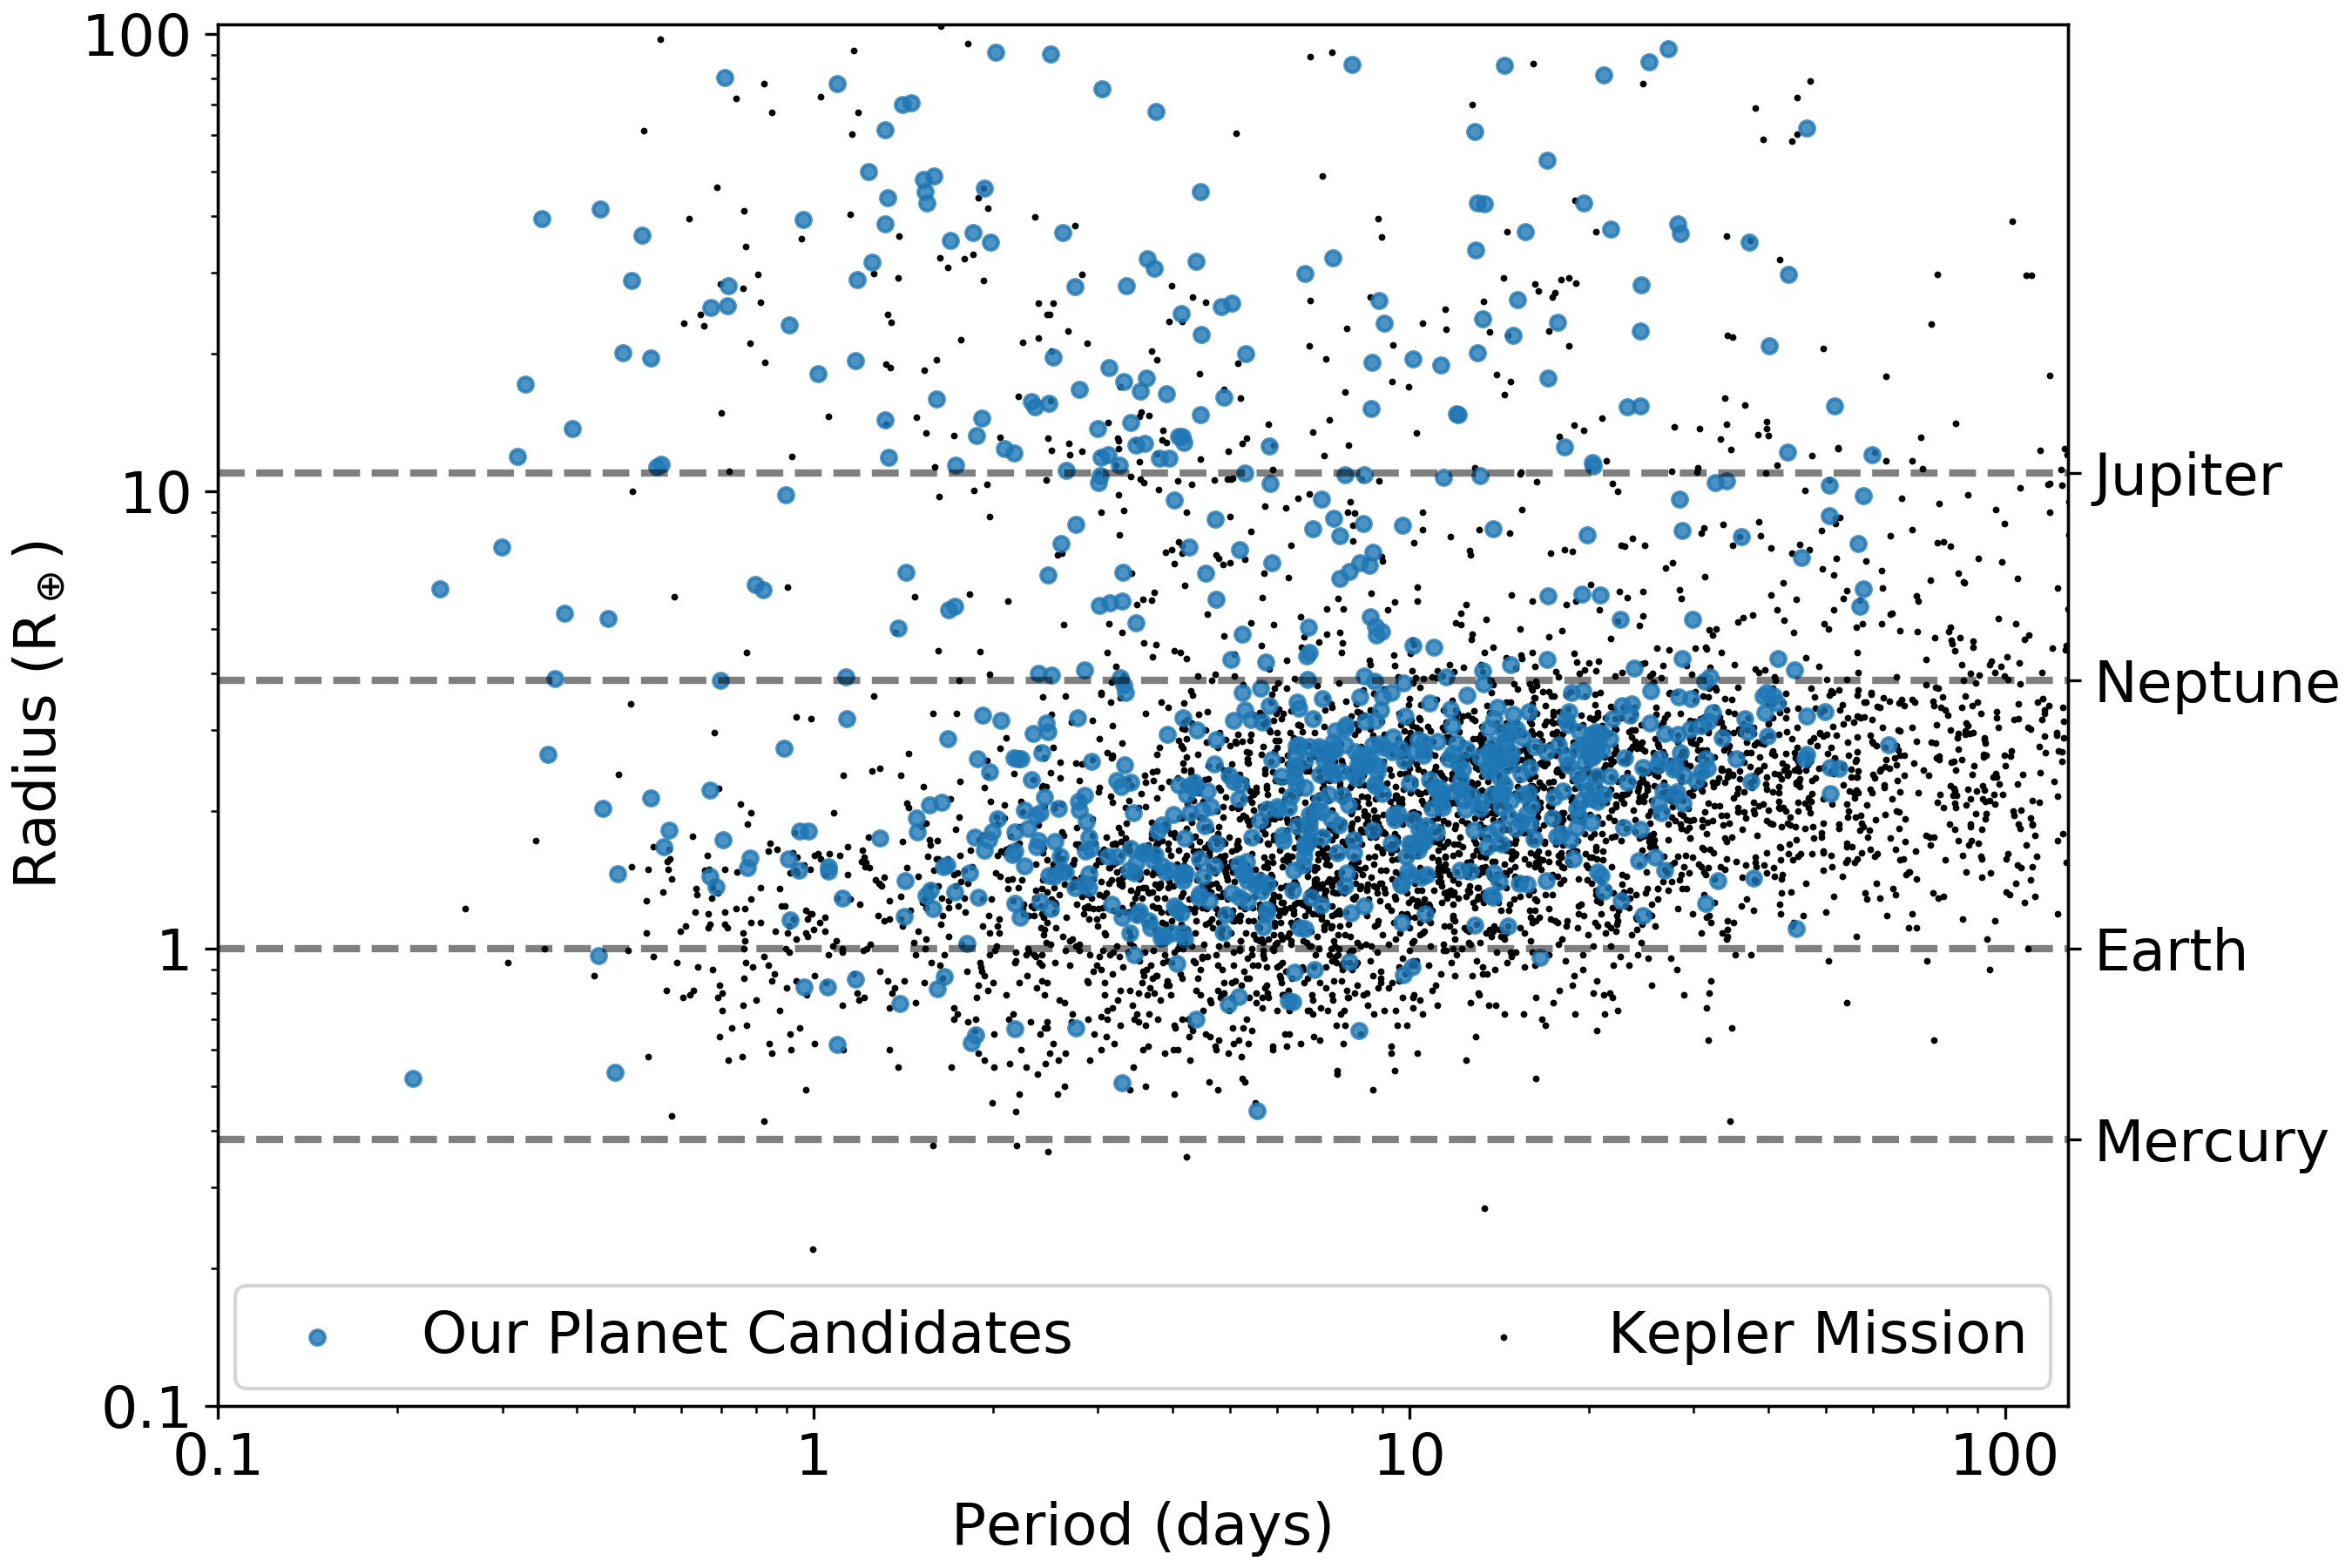 100
10
1
0.1
Radius (R⊕)
Jupiter
Neptune
Earth
Mercury
Our Planet Candidates
Kepler Mission
0.1
1
10
100
Period (days)